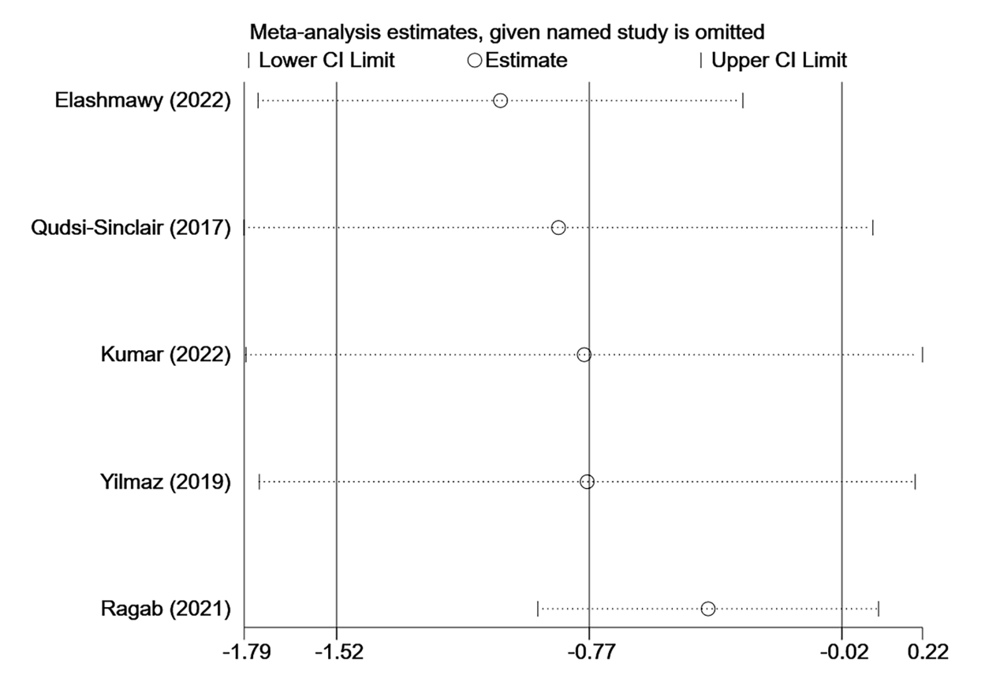 Meta-analysis estimates, given named study is omitted
| Lower CI Limit ○ Estimate | Upper CI Limit
Elashmawy (2022)
Qudsi-Sinclair (2017)
Kumar (2022)
Yilmaz (2019)
Ragab (2021)
-1.79 -1.52 -0.77 -0.02 0.22